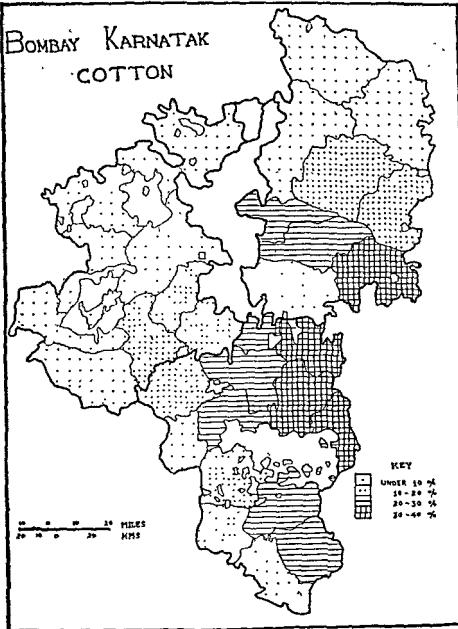 BOMBAY KARNATAK
COTTON
KEY
UNDER 10 %
10-20 %
20-30 %
30-40 %
MILES
KMS